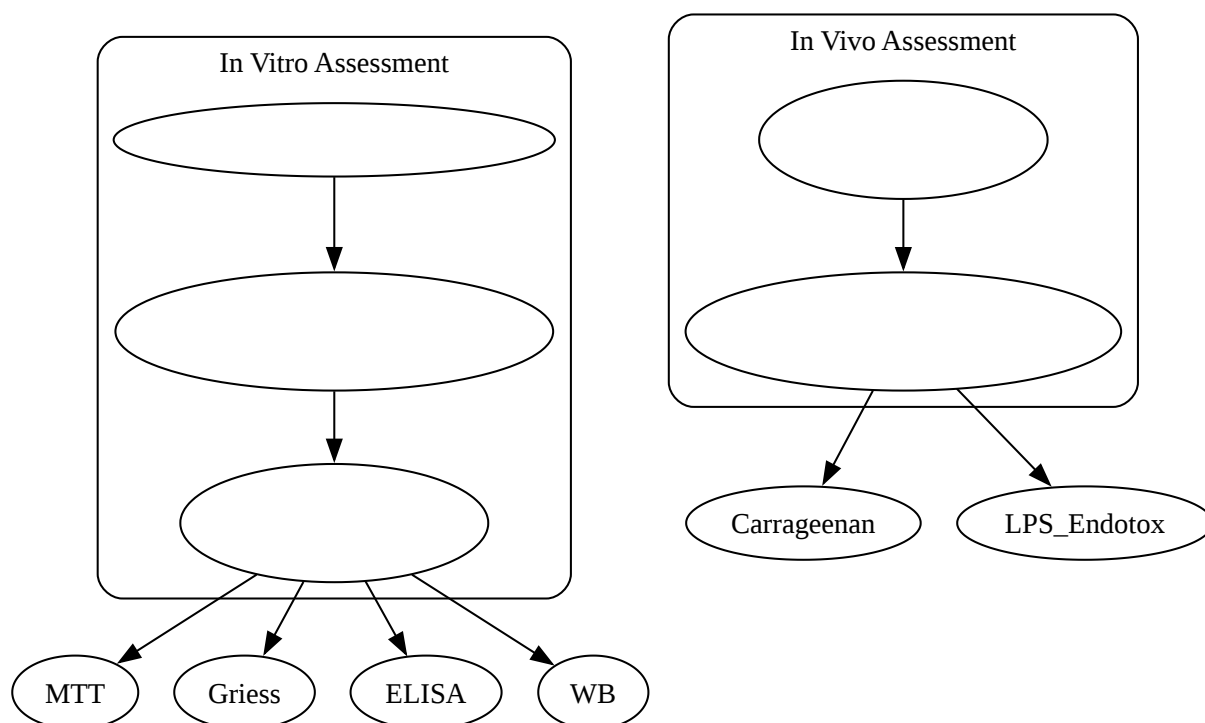 In Vitro Assessment
In Vivo Assessment
Carrageenan
LPS_Endotox
MTT
Griess
ELISA
WB